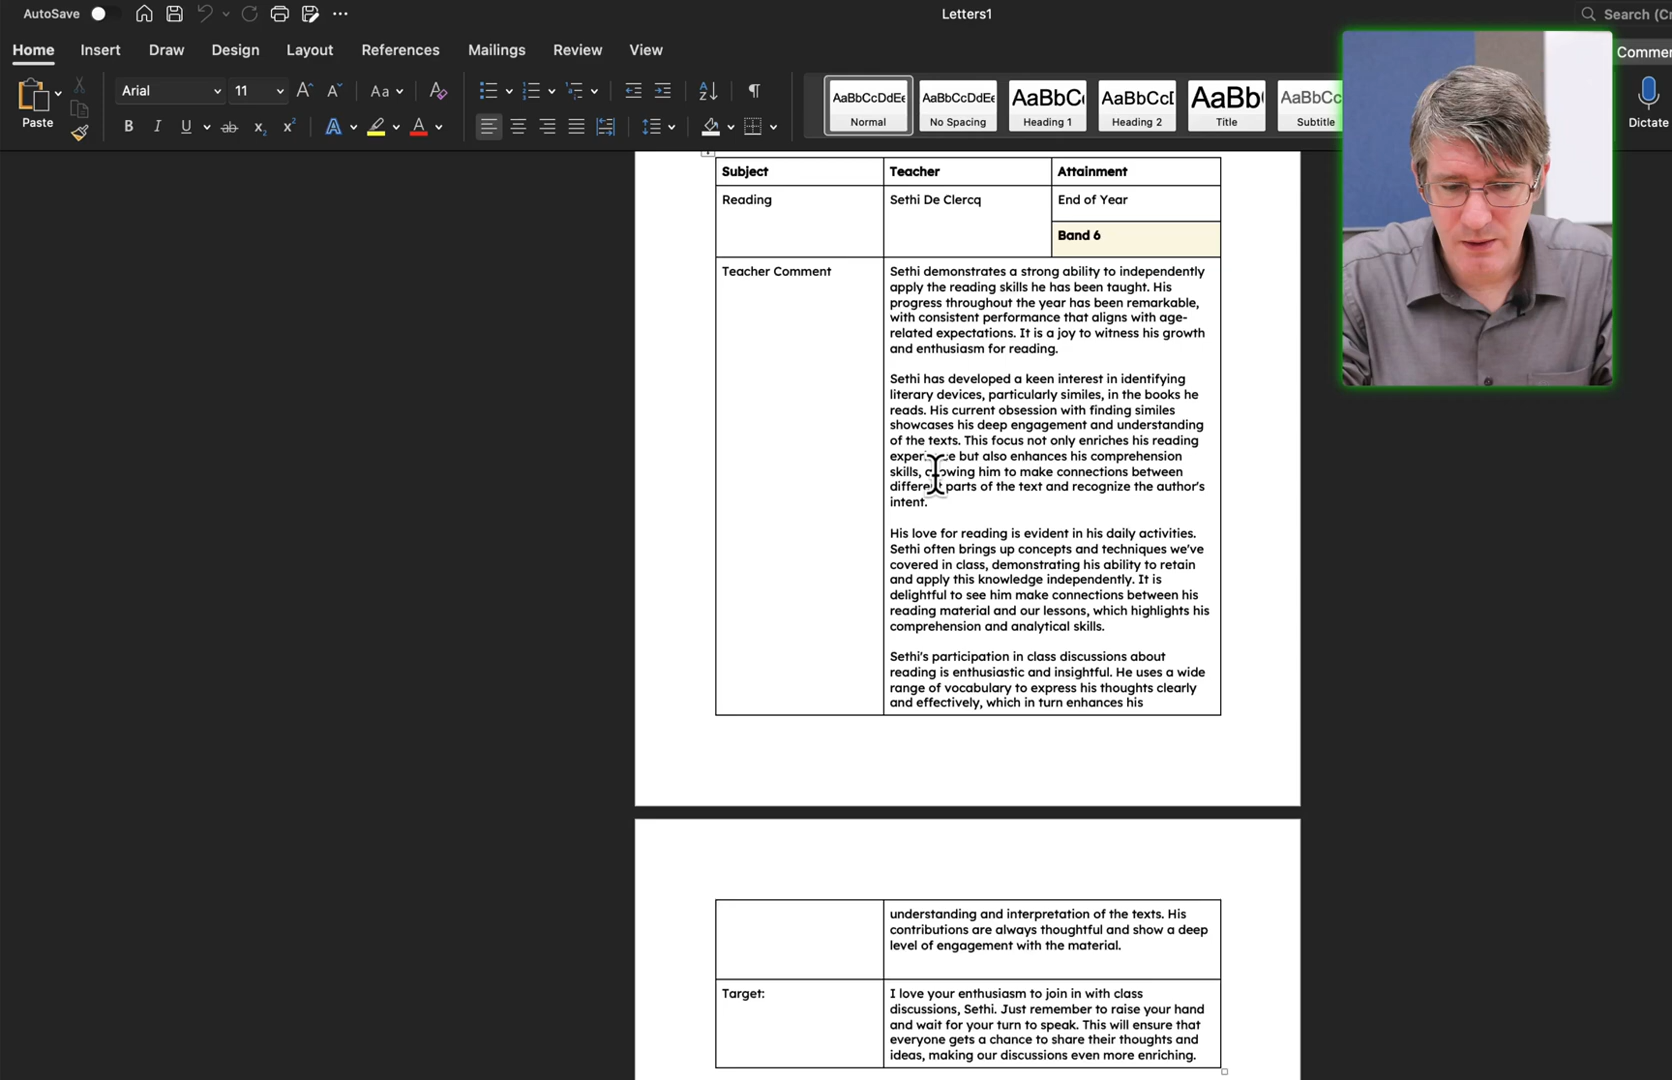 AutoSave
Letters1
Search (C
Home
Insert
Draw
Design
Layout
References
Mailings
Review
View
Commen
Paste
Arial
11
Aa
AaBbCcDdEe
Normal
AaBbCcDdEe
No Spacing
AaBbC
Heading 1
AaBbCcD
Heading 2
AaBb
Title
AaBbCc
Subtitle
Dictate
Subject
Teacher
Attainment
Reading
Sethi De Clercq
End of Year
Band 6
Teacher Comment
Sethi demonstrates a strong ability to independently
apply the reading skills he has been taught. His
progress throughout the year has been remarkable,
with consistent performance that aligns with age-
related expectations. It is a joy to witness his growth
and enthusiasm for reading.
Sethi has developed a keen interest in identifying
literary devices, particularly similes, in the books he
reads. His current obsession with finding similes
showcases his deep engagement and understanding
of the texts. This focus not only enriches his reading
experience but also enhances his comprehension
skills, allowing him to make connections between
different parts of the text and recognize the author's
intent.
His love for reading is evident in his daily activities.
Sethi often brings up concepts and techniques we've
covered in class, demonstrating his ability to retain
and apply this knowledge independently. It is
delightful to see him make connections between his
reading material and our lessons, which highlights his
comprehension and analytical skills.
Sethi's participation in class discussions about
reading is enthusiastic and insightful. He uses a wide
range of vocabulary to express his thoughts clearly
and effectively, which in turn enhances his
understanding and interpretation of the texts. His
contributions are always thoughtful and show a deep
level of engagement with the material.
Target:
I love your enthusiasm to join in with class
discussions, Sethi. Just remember to raise your hand
and wait for your turn to speak. This will ensure that
everyone gets a chance to share their thoughts and
ideas, making our discussions even more enriching.